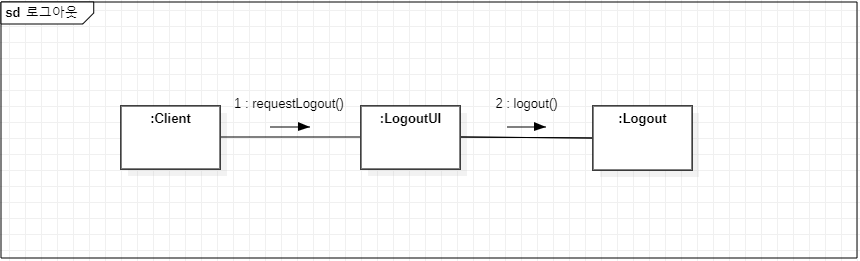 sd 로그아웃
1 : requestLogout()
2 : logout()
:Client
:LogoutUI
:Logout